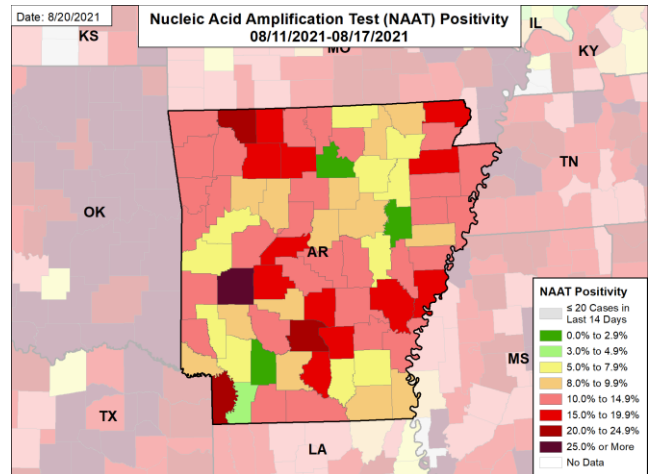 Date: 8/20/2021
Nucleic Acid Amplification Test (NAAT) Positivity
08/11/2021-08/17/2021
KS
MO
IL
KY
OK
TN
AR
TX
LA
MS
NAAT Positivity
≤ 20 Cases in
Last 14 Days
0.0% to 2.9%
3.0% to 4.9%
5.0% to 7.9%
8.0% to 9.9%
10.0% to 14.9%
15.0% to 19.9%
20.0% to 24.9%
25.0% or More
No Data